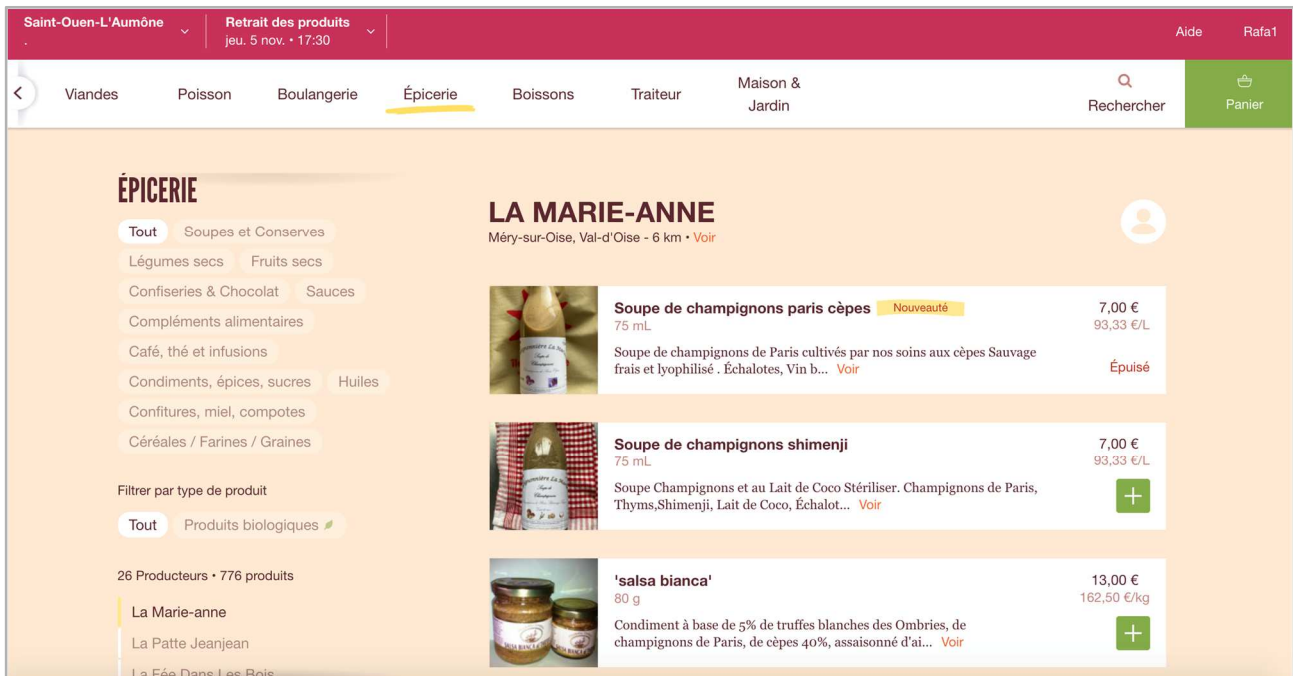 Saint-Ouen-L'Aumône
.
Retrait des produits
jeu. 5 nov. • 17:30
Aide
Rafa1
Viandes
Poisson
Boulangerie
Épicerie
Boissons
Traiteur
Maison &
Jardin
Rechercher
Panier
ÉPICERIE
Tout
Soupes et Conserves
Légumes secs
Fruits secs
Confiseries & Chocolat
Sauces
Compléments alimentaires
Café, thé et infusions
Condiments, épices, sucres
Huiles
Confitures, miel, compotes
Céréales / Farines / Graines
Filtrer par type de produit
Tout
Produits biologiques
26 Producteurs • 776 produits
La Marie-anne
La Patte Jeanjean
La Fée Dans Les Bois
LA MARIE-ANNE
Méry-sur-Oise, Val-d'Oise - 6 km • Voir
Soupe de champignons paris cèpes Nouveauté
75 mL
Soupe de champignons de Paris cultivés par nos soins aux cèpes Sauvage
frais et lyophilisé . Échalotes, Vin b... Voir
7,00 €
93,33 €/L
Épuisé
Soupe de champignons shimenji
75 mL
Soupe Champignons et au Lait de Coco Stériliser. Champignons de Paris,
Thyms,Shimenji, Lait de Coco, Échalot... Voir
7,00 €
93,33 €/L
'salsa bianca'
80 g
Condiment à base de 5% de truffes blanches des Ombries, de
champignons de Paris, de cèpes 40%, assaisonné d'ai... Voir
13,00 €
162,50 €/kg
SALSA BIANCA